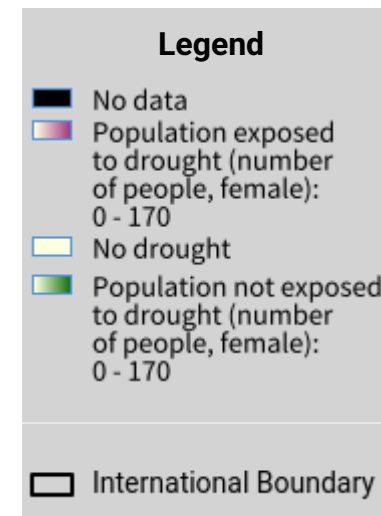 Legend
No data
Population exposed
to drought (number
of people, female):
0 - 170
No drought
Population not exposed
to drought (number
of people, female):
0 - 170
International Boundary